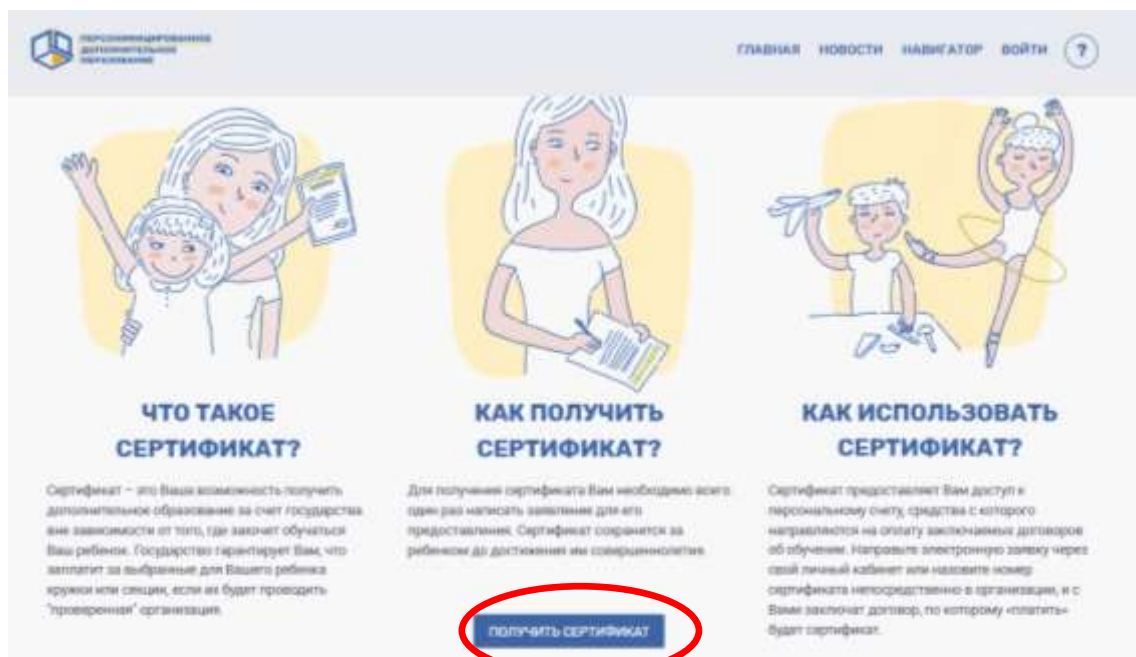 ПЕРСОНИФИЦИРОВАННОЕ
ДОПОЛНИТЕЛЬНОЕ
ОБРАЗОВАНИЕ
ГЛАВНАЯ НОВОСТИ НАВИГАТОР ВОЙТИ ?
ЧТО ТАКОЕ
СЕРТИФИКАТ?
Сертификат – это Ваша возможность получить
дополнительное образование за счет государства
вне зависимости от того, где захочет обучаться
Ваш ребенок. Государство гарантирует Вам, что
заплатит за выбранные для Вашего ребенка
кружки или секции, если их будет проводить
"проверенная" организация.
КАК ПОЛУЧИТЬ
СЕРТИФИКАТ?
Для получения сертификата Вам необходимо всего
один раз написать заявление для его
предоставления. Сертификат сохранится за
ребенком до достижения им совершеннолетия.
ПОЛУЧИТЬ СЕРТИФИКАТ
КАК ИСПОЛЬЗОВАТЬ
СЕРТИФИКАТ?
Сертификат предоставляет Вам доступ к
персональному счету, средства с которого
направляются на оплату заключаемых договоров
об обучении. Направьте электронную заявку через
свой личный кабинет или назовите номер
сертификата непосредственно в организации, и с
Вами заключат договор, по которому «платить»
будет сертификат.